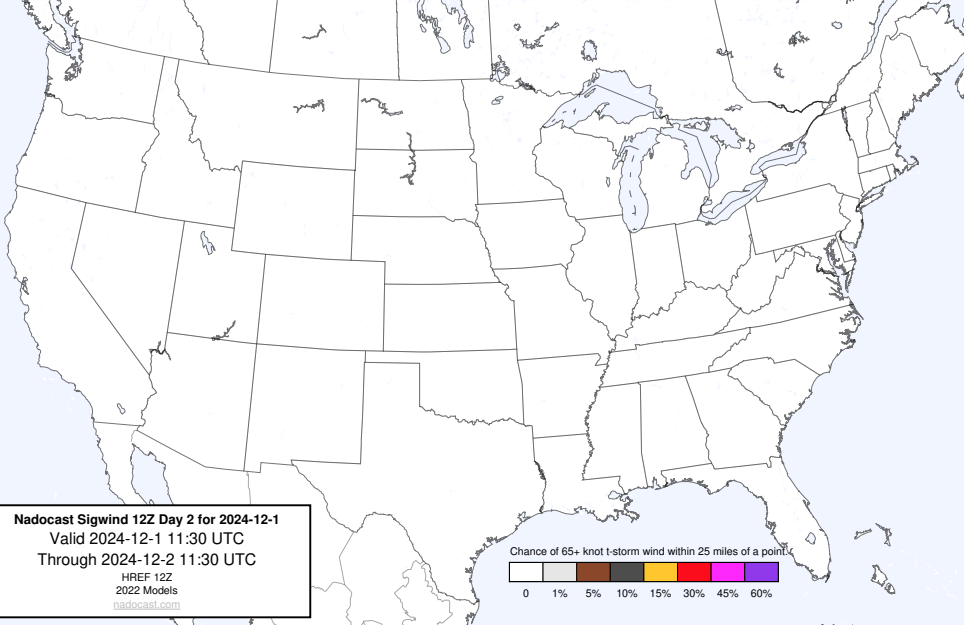 Nadocast Sigwind 12Z Day 2 for 2024-12-1
Valid 2024-12-1 11:30 UTC
Through 2024-12-2 11:30 UTC
HREF 12Z
2022 Models
nadocast.com
Chance of 65+ knot t-storm wind within 25 miles of a point.
0 1% 5% 10% 15% 30% 45% 60%